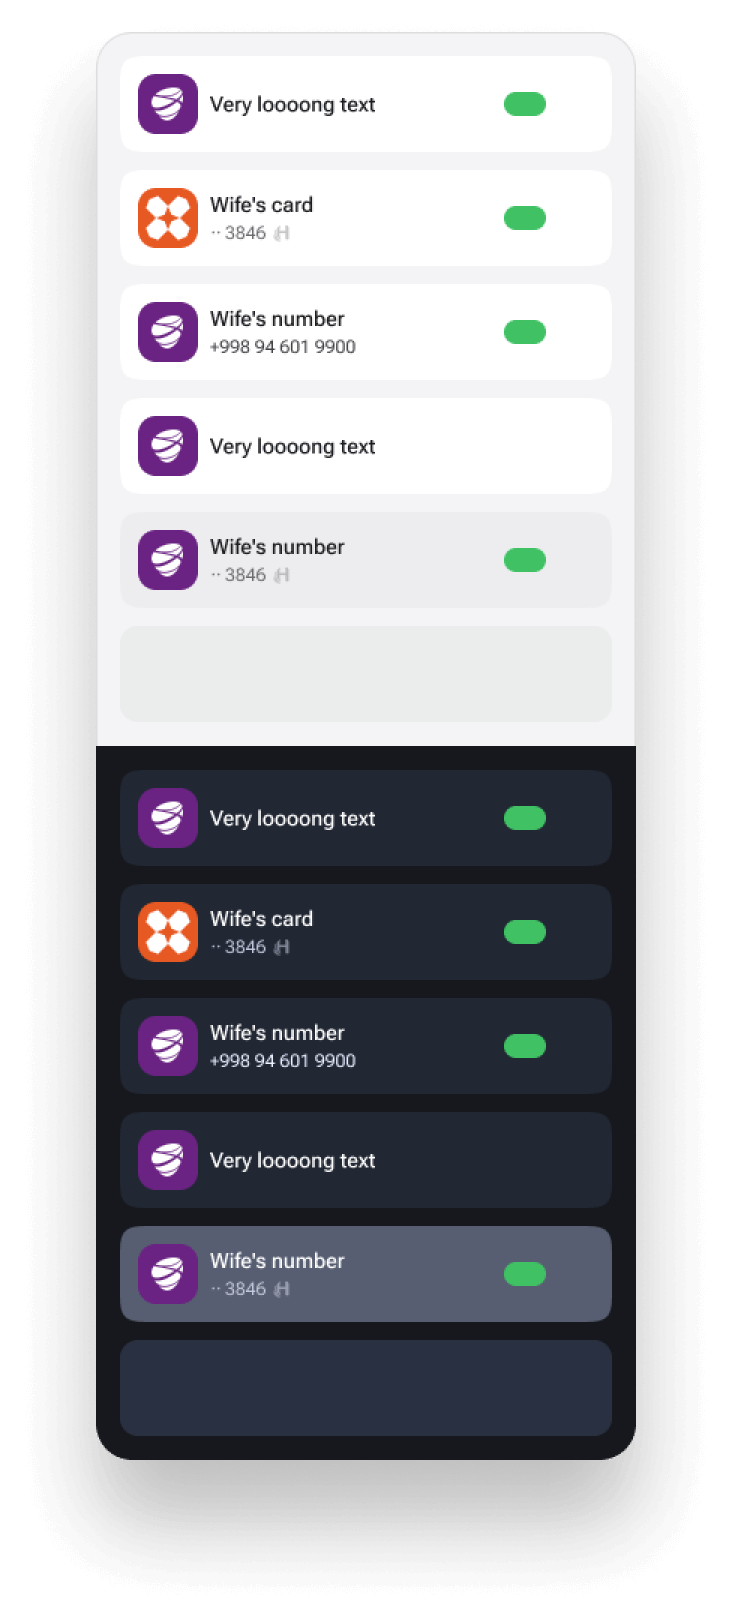 Very loooong text
Wife's card
·· 3846
Wife's number
+998 94 601 9900
Very loooong text
Wife's number
·· 3846
Very loooong text
Wife's card
·· 3846
Wife's number
+998 94 601 9900
Very loooong text
Wife's number
·· 3846